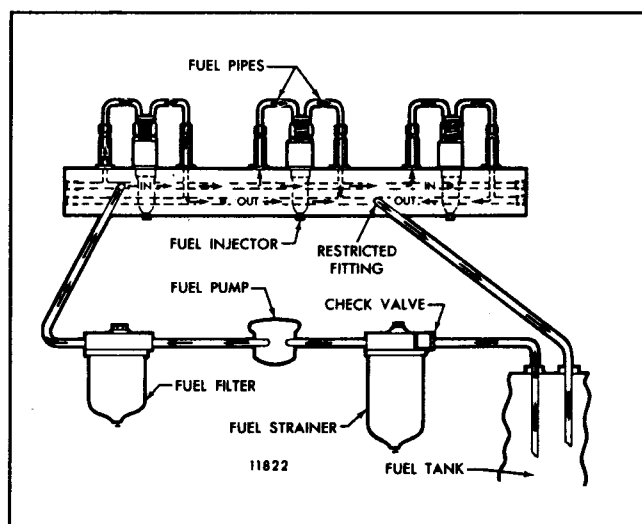 FUEL PIPES
IN
IN
OUT
OUT
FUEL INJECTOR
RESTRICTED
FITTING
FUEL PUMP
CHECK VALVE
FUEL FILTER
FUEL STRAINER
11822
FUEL TANK